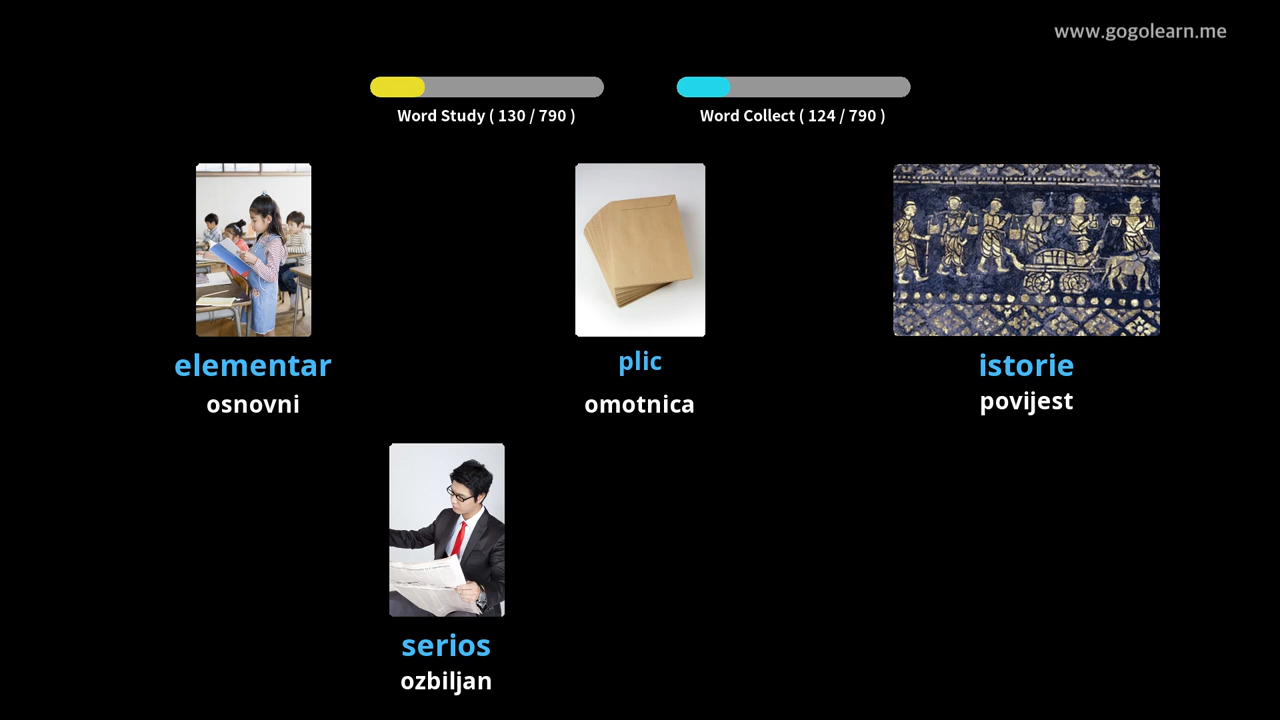 www.gogolearn.me
Word Study ( 130 / 790 )
Word Collect ( 124 / 790 )
elementar
osnovni
plic
omotnica
istorie
povijest
serios
ozbiljan